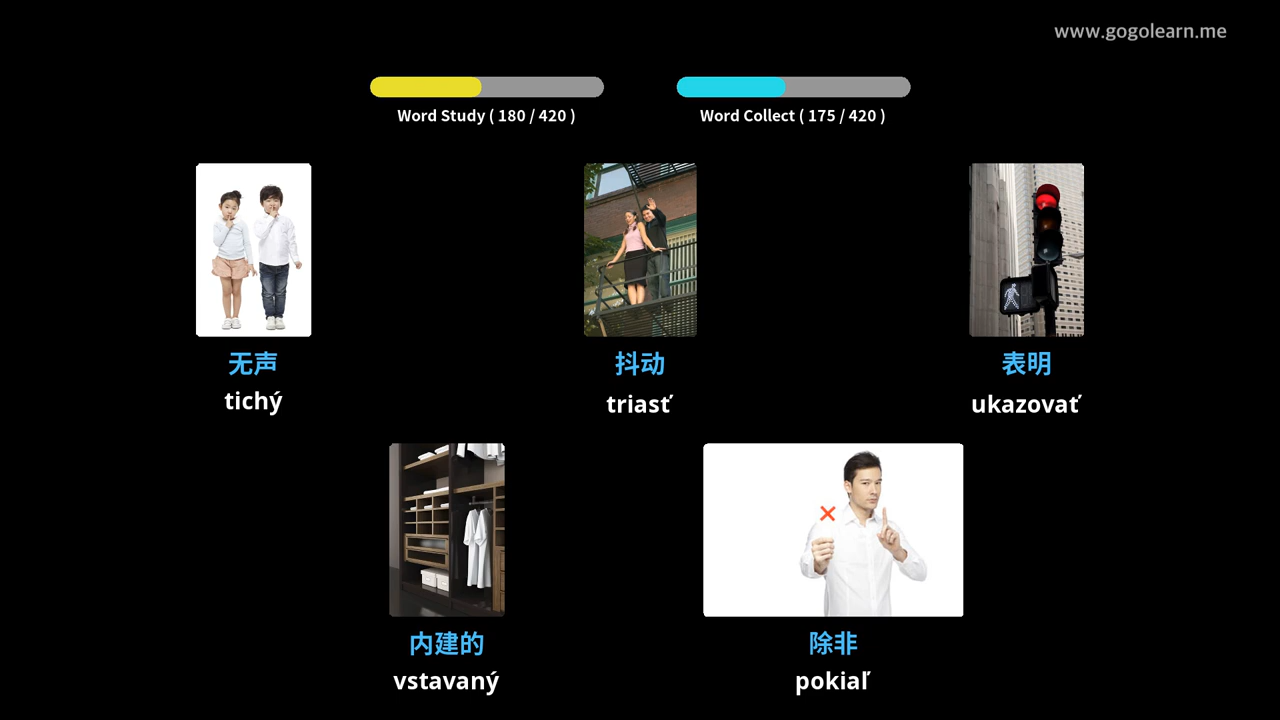 www.gogolearn.me
Word Study ( 180 / 420 )
Word Collect ( 175 / 420 )
无声
tichý
抖动
triasť
表明
ukazovať
内建的
vstavaný
除非
pokiaľ